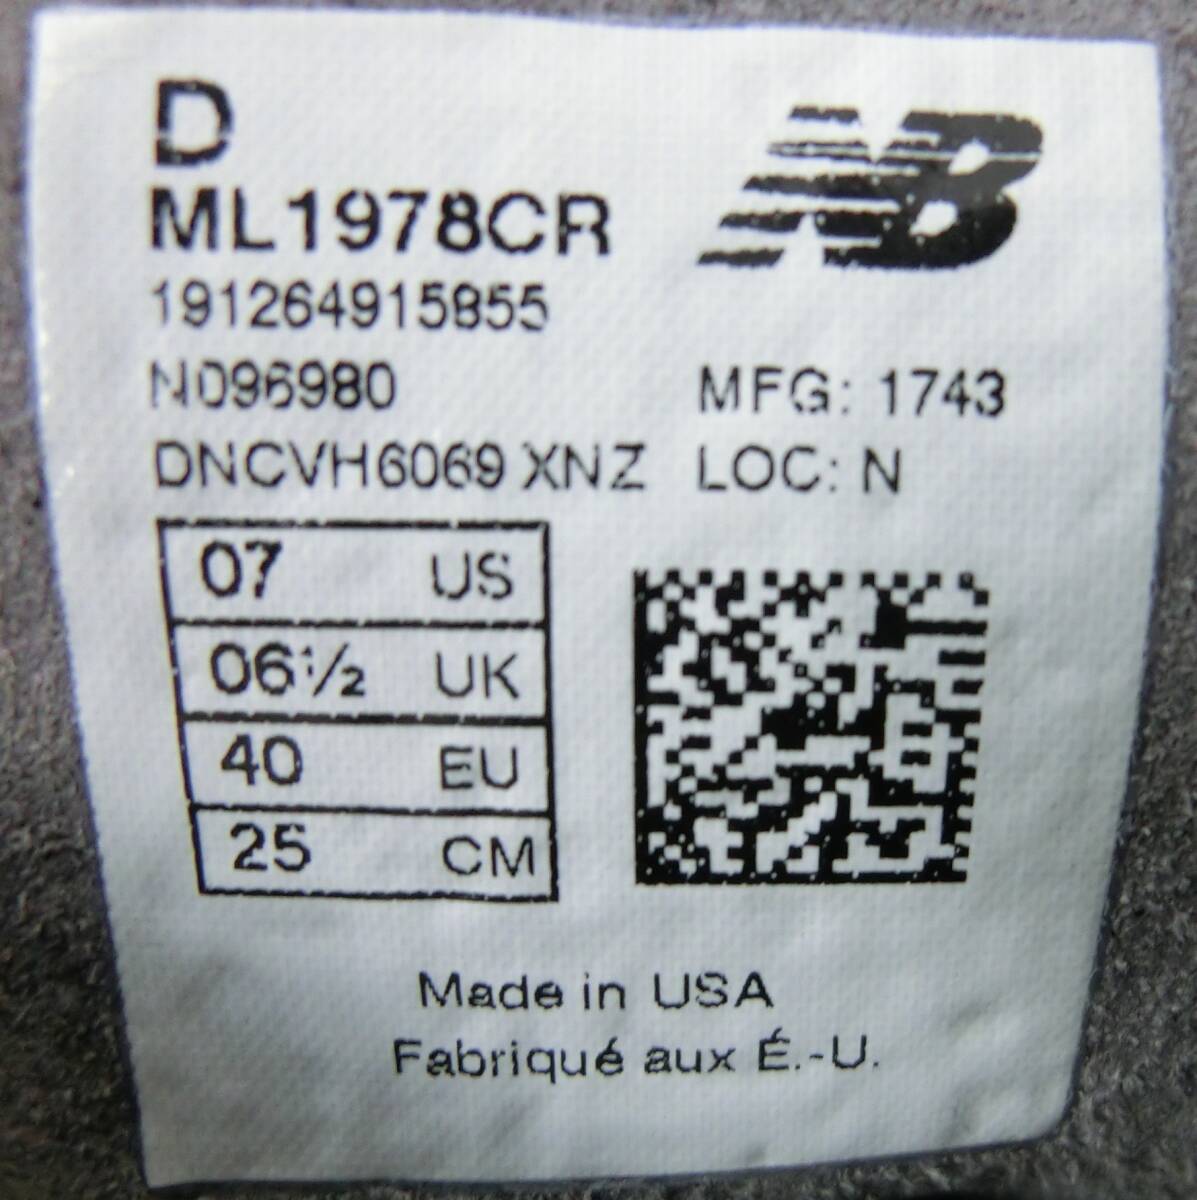 D
NB
ML1978CR
191264915855
N096980
MFG: 1743
DNCVH6069 XNZ
LOC: N
07 US
06½ UK
40 EU
25 CM
Made in USA
Fabriqué aux É.-U.